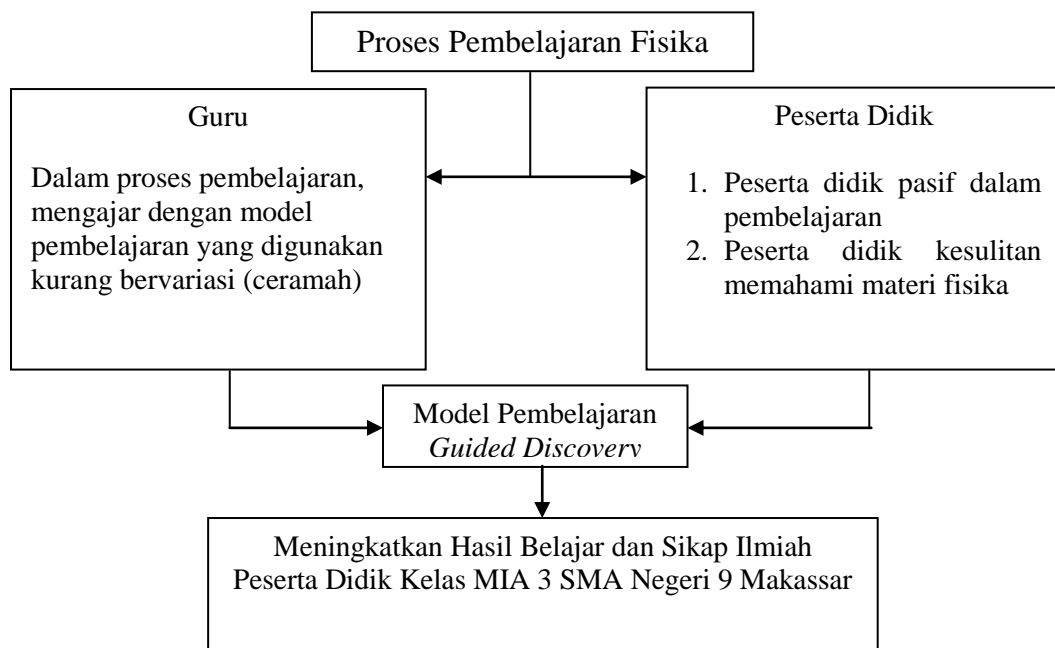 Proses Pembelajaran Fisika
Guru
Dalam proses pembelajaran,
mengajar dengan model
pembelajaran yang digunakan
kurang bervariasi (ceramah)
Peserta Didik
1. Peserta didik pasif dalam
pembelajaran
2. Peserta didik kesulitan
memahami materi fisika
Model Pembelajaran
Guided Discovery
Meningkatkan Hasil Belajar dan Sikap Ilmiah
Peserta Didik Kelas MIA 3 SMA Negeri 9 Makassar